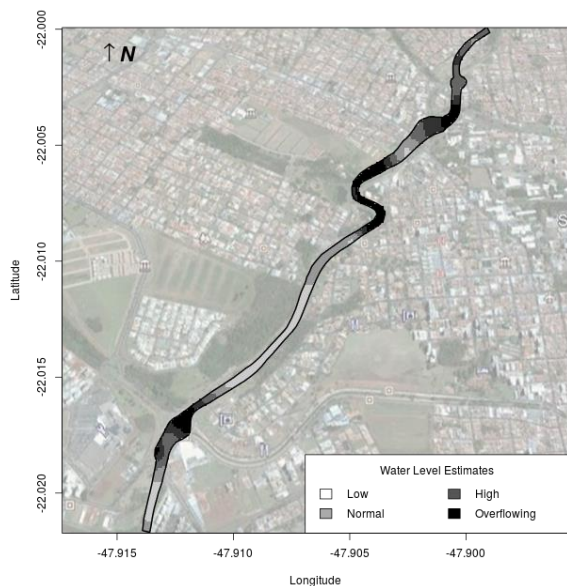 -22.000
-22.005
-22.010
-22.015
-22.020
Latitude
↑ N
Water Level Estimates
Low
High
Normal
Overflowing
-47.915
-47.910
-47.905
-47.900
Longitude